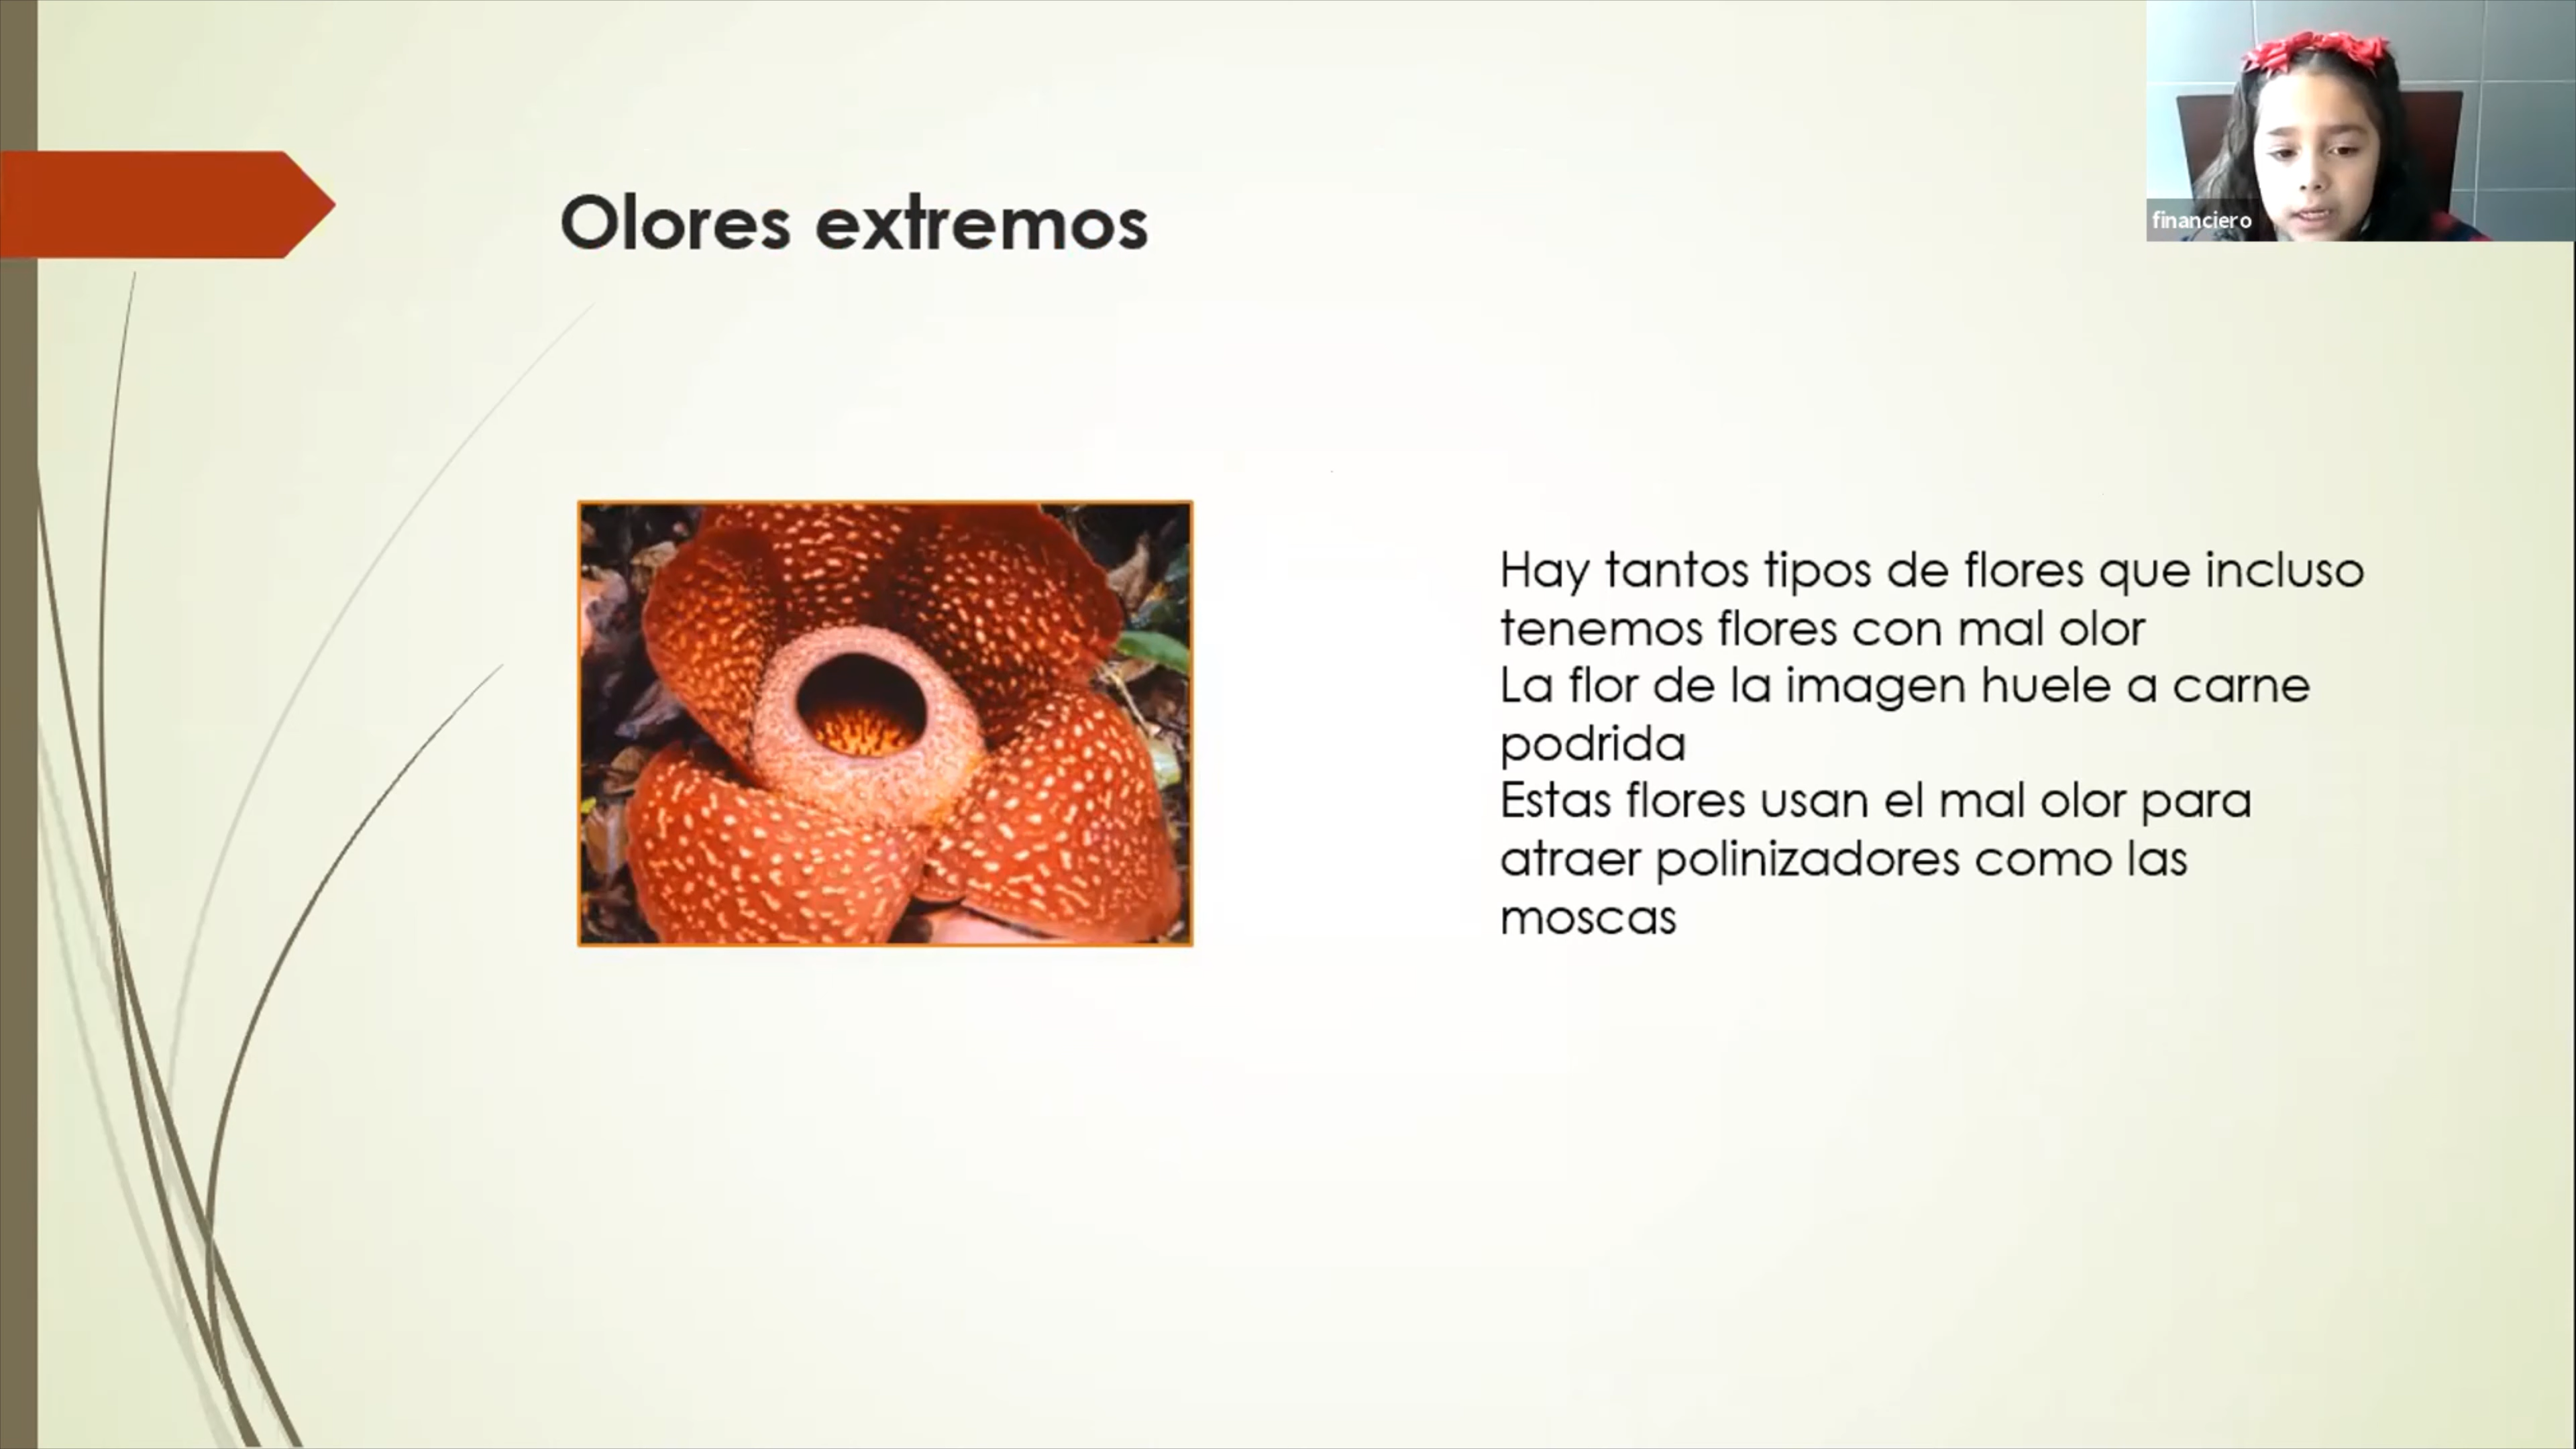 financiero
Olores extremos
Hay tantos tipos de flores que incluso
tenemos flores con mal olor
La flor de la imagen huele a carne
podrida
Estas flores usan el mal olor para
atraer polinizadores como las
moscas